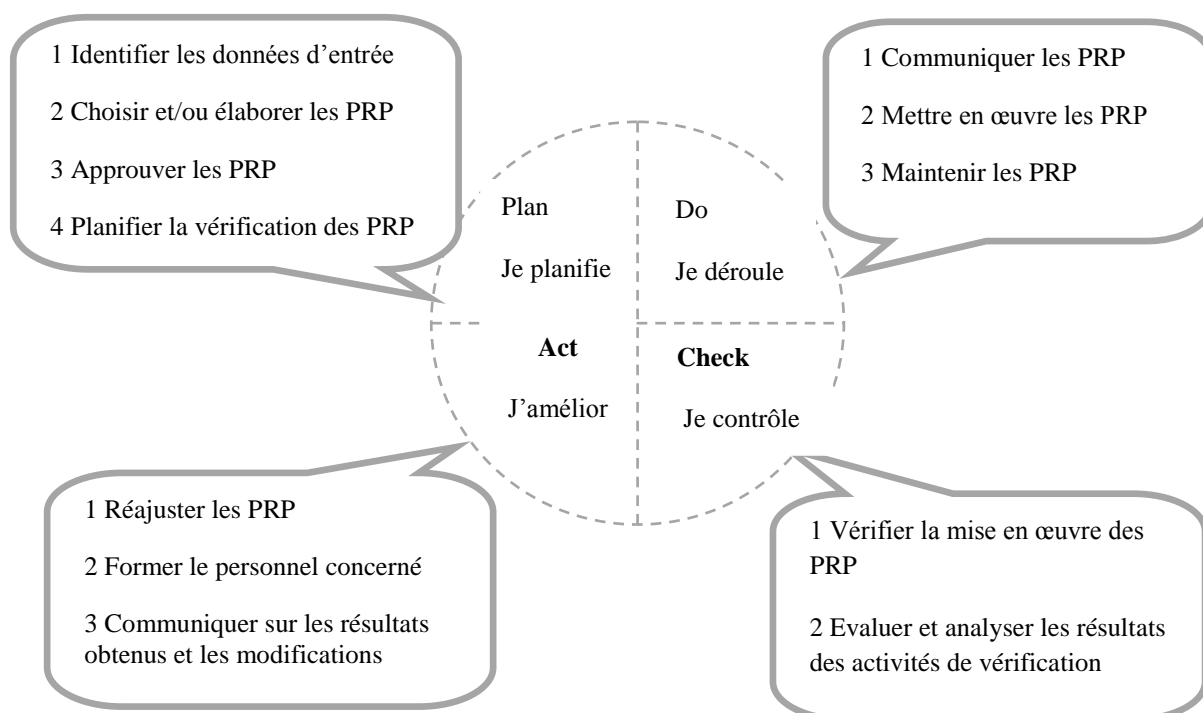 1 Identifier les données d’entrée
2 Choisir et/ou élaborer les PRP
3 Approuver les PRP
4 Planifier la vérification des PRP
1 Communiquer les PRP
2 Mettre en œuvre les PRP
3 Maintenir les PRP
Plan
Je planifie
Do
Je déroule
Act
J’amélior
Check
Je contrôle
1 Réajuster les PRP
2 Former le personnel concerné
3 Communiquer sur les résultats
obtenus et les modifications
1 Vérifier la mise en œuvre des
PRP
2 Evaluer et analyser les résultats
des activités de vérification